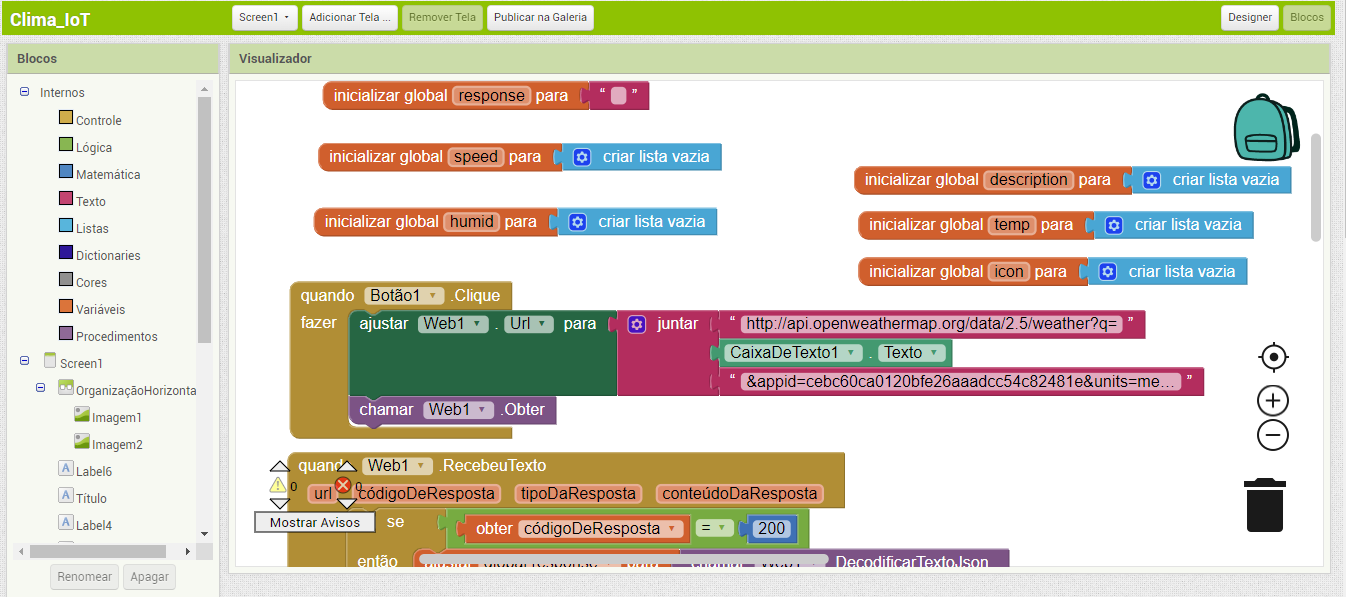 Clima_IoT
Screen1
Adicionar Tela ...
Remover Tela
Publicar na Galeria
Designer
Blocos
Blocos
Internos
Controle
Lógica
Matemática
Texto
Listas
Dictionaries
Cores
Variáveis
Procedimentos
Screen1
OrganizaçãoHorizonta
Imagem1
Imagem2
Label6
Título
Label4
Renomear
Apagar
Visualizador
inicializar global response para “ ”
inicializar global speed para criar lista vazia
inicializar global description para criar lista vazia
inicializar global humid para criar lista vazia
inicializar global temp para criar lista vazia
inicializar global icon para criar lista vazia
quando Botão1 .Clique
fazer ajustar Web1 . Url para juntar “ http://api.openweathermap.org/data/2.5/weather?q= ”
CaixaDeTexto1 . Texto
“ &appid=cebc60ca0120bfe26aaadcc54c82481e&units=me... ”
chamar Web1 .Obter
quando Web1 .RecebeuTexto
url códigoDeResposta tipoDaResposta conteúdoDaResposta
0 0
Mostrar Avisos
se obter códigoDeResposta = 200
então ajustar global response para chamar Web1 .DecodificarTextoJson